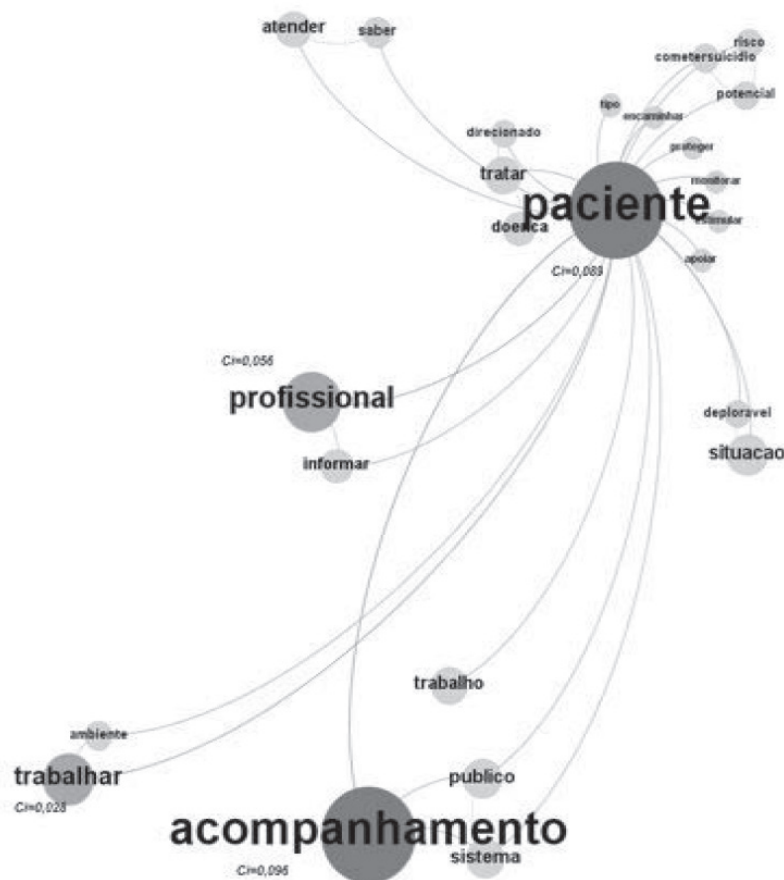 atender
saber
risco
cometersuicidio
potencial
tipo
encaminhar
direcionado
proteger
tratar
monitorar
paciente
doenca
estimular
apoiar
Ci=0,089
Ci=0,056
profissional
deploravel
informar
situacao
trabalho
ambiente
trabalhar
publico
Ci=0,028
acompanhamento
sistema
Ci=0,096